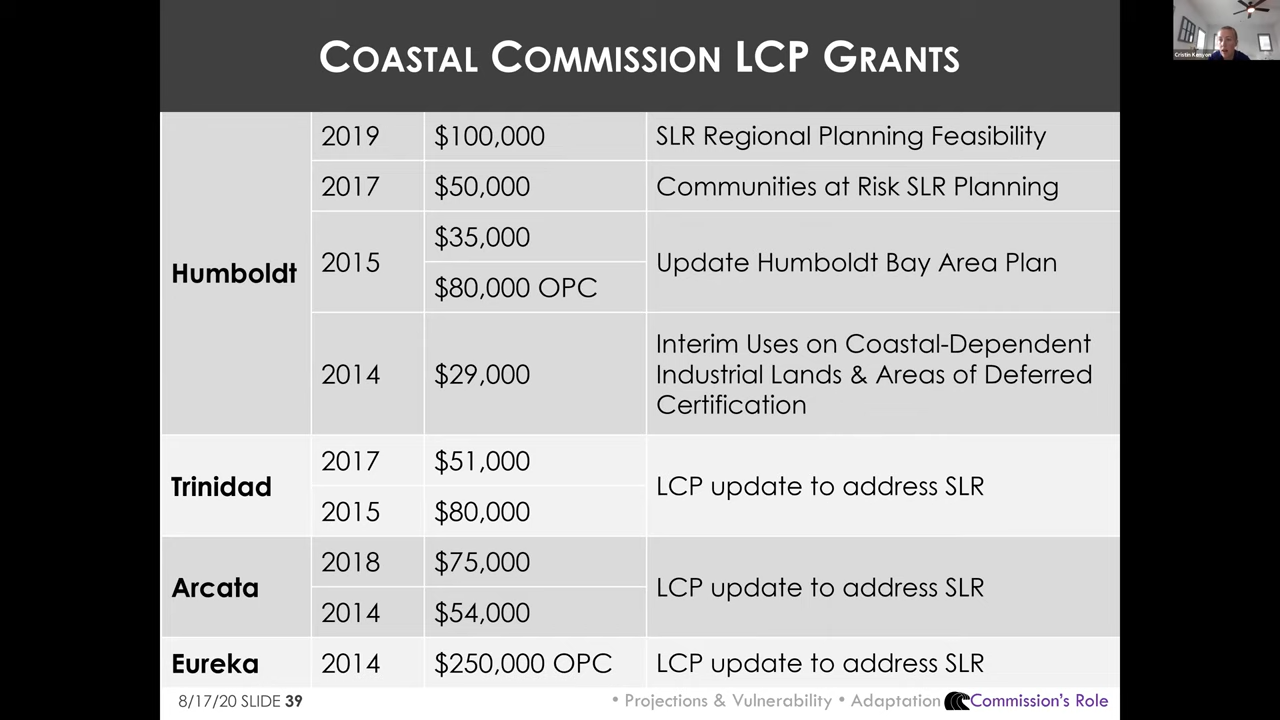 COASTAL COMMISSION LCP GRANTS
Cristin Kenyon
Humboldt
2019 $100,000 SLR Regional Planning Feasibility
2017 $50,000 Communities at Risk SLR Planning
2015
$35,000
$80,000 OPC
Update Humboldt Bay Area Plan
2014 $29,000
Interim Uses on Coastal-Dependent
Industrial Lands & Areas of Deferred
Certification
Trinidad
2017 $51,000
2015 $80,000
LCP update to address SLR
Arcata
2018 $75,000
2014 $54,000
LCP update to address SLR
Eureka 2014 $250,000 OPC LCP update to address SLR
8/17/20 SLIDE 39 • Projections & Vulnerability • Adaptation Commission's Role